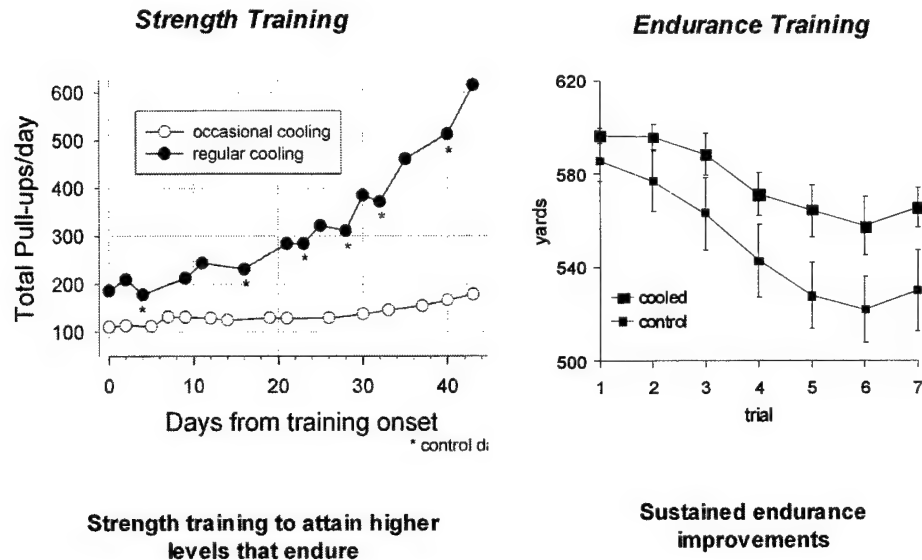 Strength Training
Total Pull-ups/day
600
500
400
300
200
100
occasional cooling
regular cooling
*
*
*
*
*
*
0
10
20
30
40
Days from training onset
* control
Strength training to attain higher
levels that endure
Endurance Training
yards
620
580
540
500
cooled
control
1
2
3
4
5
6
7
trial
Sustained endurance
improvements